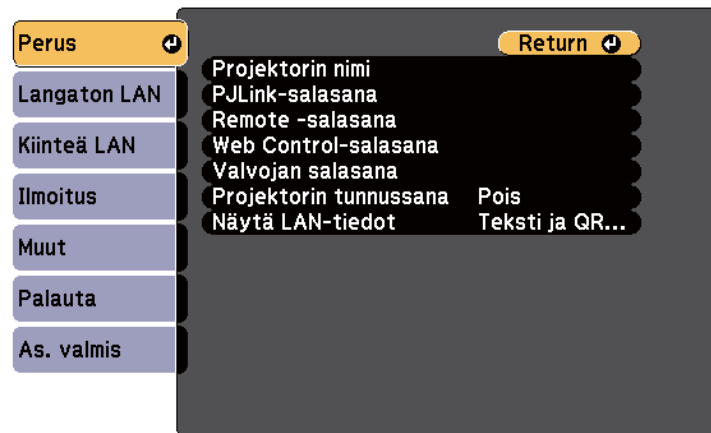 Perus
Langaton LAN
Kiinteä LAN
Ilmoitus
Muut
Palauta
As. valmis
Return
Projektorin nimi
PJLink-salasana
Remote -salasana
Web Control-salasana
Valvojan salasana
Projektorin tunnussana Pois
Näytä LAN-tiedot Teksti ja QR...